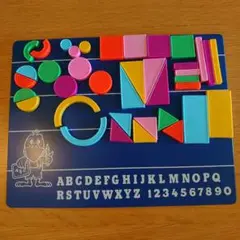 ABCDEFGHIJKLMNOPQ
RSTUVWXYZ 1234567890